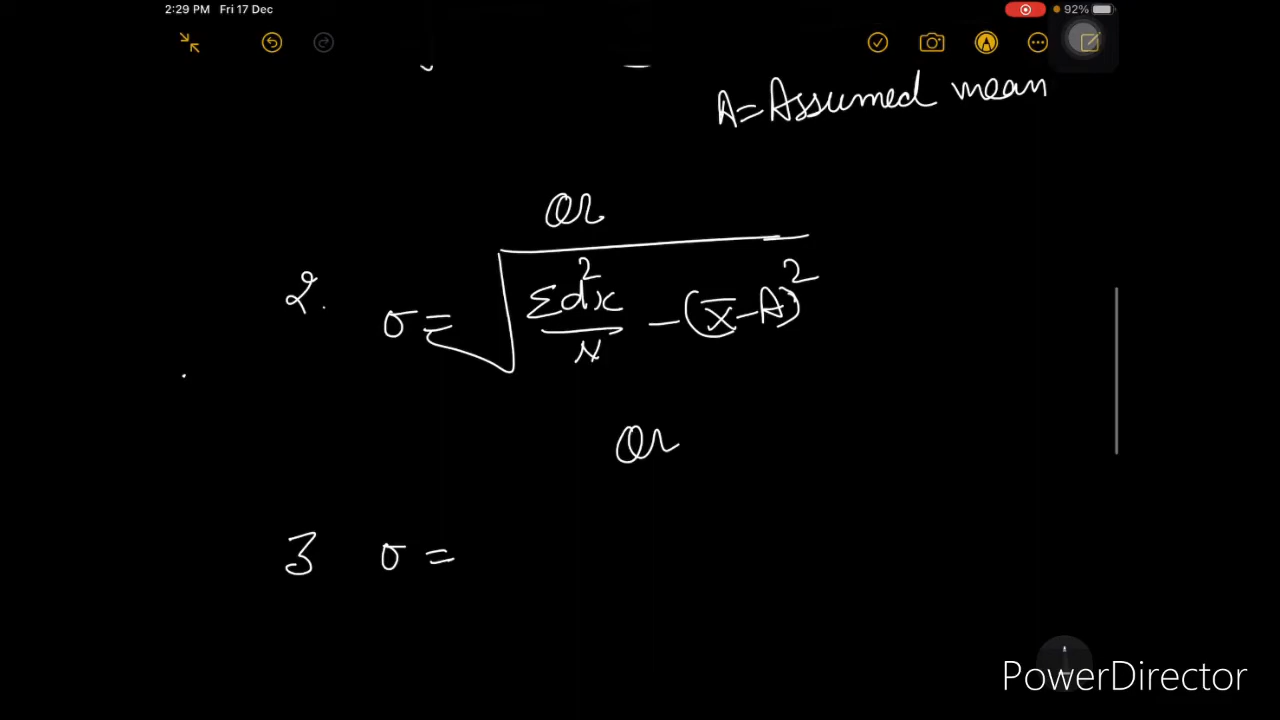 2:29 PM Fri 17 Dec
92%
A=Assumed mean
or
2. σ= √(Σd²x/N − (x̄−A)²)
or
3 σ=
PowerDirector